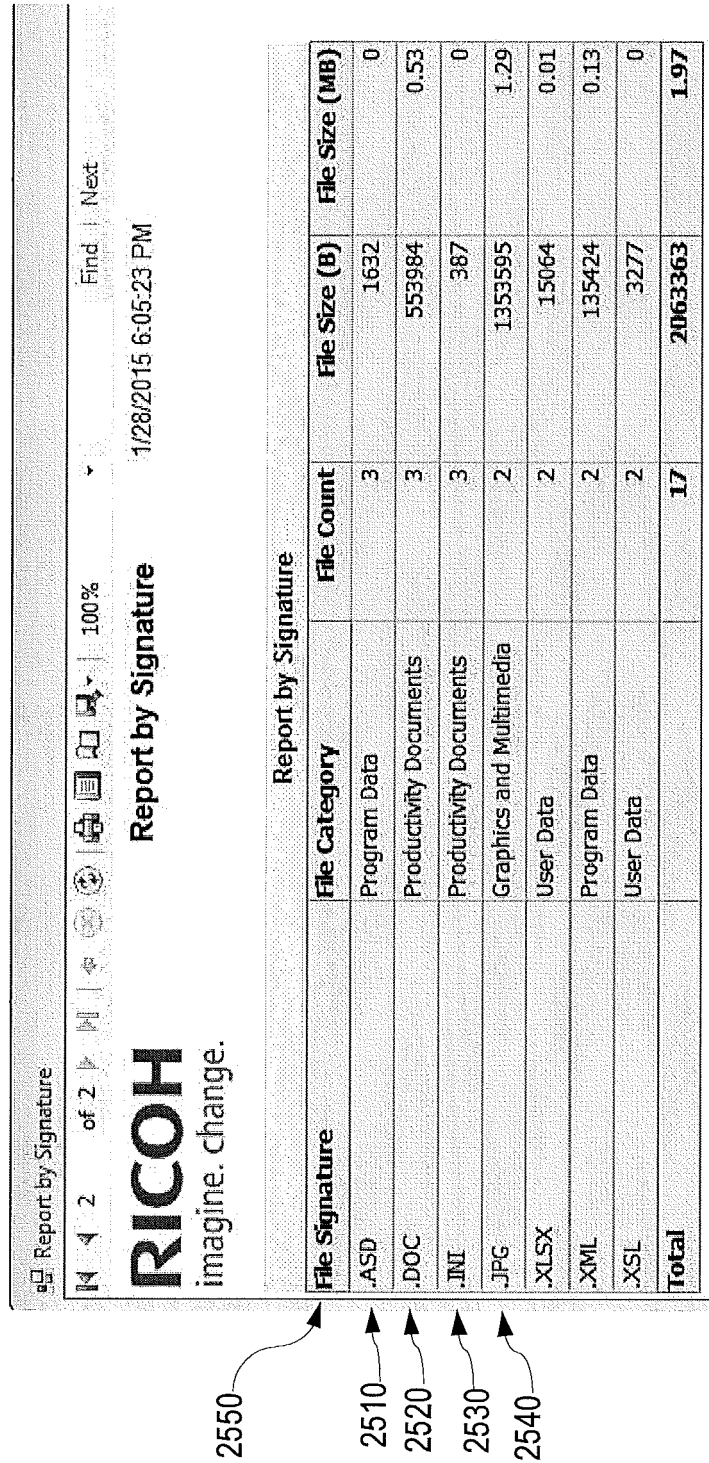 Report by Signature
2 of 2 100% Find | Next
RICOH
imagine. change.
Report by Signature 1/28/2015 6:05:23 PM
Report by Signature
File Signature File Category File Count File Size (B) File Size (MB)
.ASD Program Data 3 1632 0
.DOC Productivity Documents 3 553984 0.53
.INI Productivity Documents 3 387 0
.JPG Graphics and Multimedia 2 1353595 1.29
.XLSX User Data 2 15064 0.01
.XML Program Data 2 135424 0.13
.XSL User Data 2 3277 0
Total 17 2063363 1.97
2550
2510
2520
2530
2540